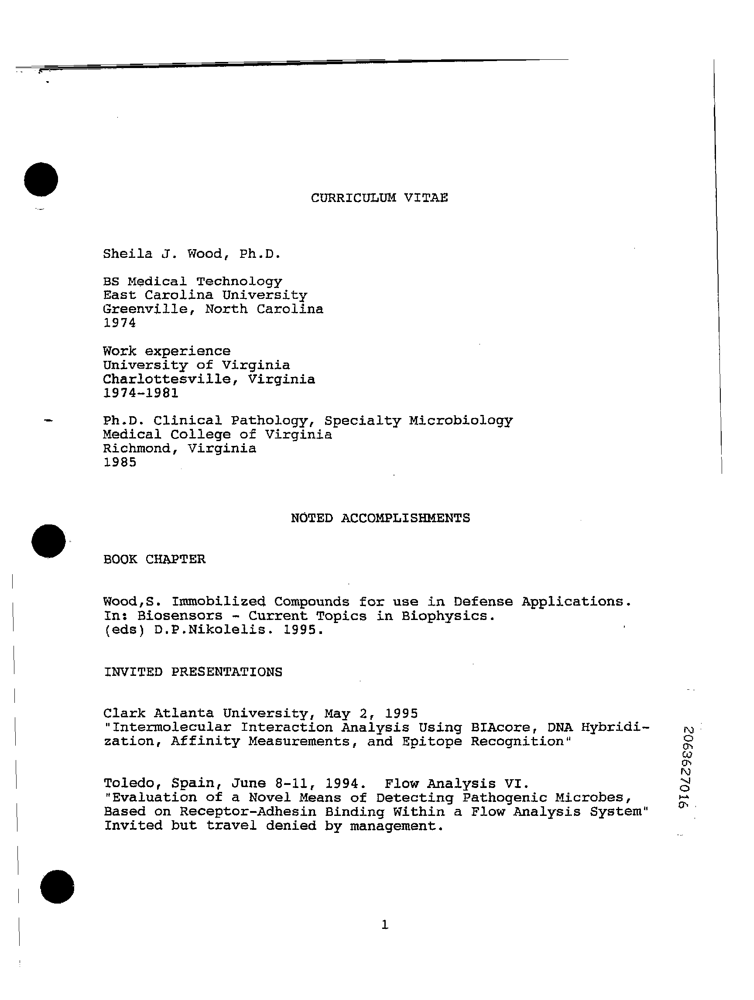 CURRICULUM VITAE
Sheila J. Wood, Ph.D.
BS Medical Technology
East Carolina University
Greenville, North Carolina
1974
Work experience
University of Virginia
Charlottesville, Virginia
1974-1981
Ph.D. Clinical Pathology, Specialty Microbiology
Medical College of Virginia
Richmond, Virginia
1985
NOTED ACCOMPLISHMENTS
BOOK CHAPTER
Wood,S. Immobilized Compounds for use in Defense Applications.
In: Biosensors - Current Topics in Biophysics.
(eds) D.P.Nikolelis. 1995.
INVITED PRESENTATIONS
Clark Atlanta University, May 2, 1995
"Intermolecular Interaction Analysis Using BIAcore, DNA Hybridi-
zation, Affinity Measurements, and Epitope Recognition"
Toledo, Spain, June 8-11, 1994. Flow Analysis VI.
"Evaluation of a Novel Means of Detecting Pathogenic Microbes,
Based on Receptor-Adhesin Binding Within a Flow Analysis System"
Invited but travel denied by management.
2063627016
1